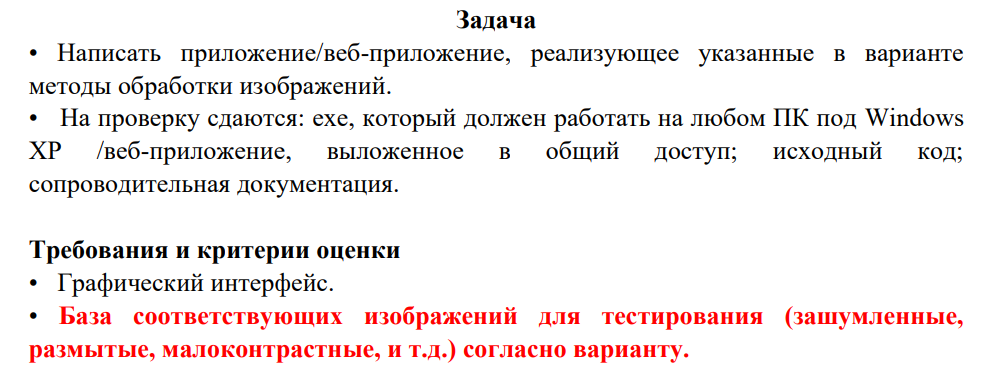 Задача
• Написать приложение/веб-приложение, реализующее указанные в варианте
методы обработки изображений.
• На проверку сдаются: exe, который должен работать на любом ПК под Windows
XP /веб-приложение, выложенное в общий доступ; исходный код;
сопроводительная документация.
Требования и критерии оценки
• Графический интерфейс.
• База соответствующих изображений для тестирования (зашумленные,
размытые, малоконтрастные, и т.д.) согласно варианту.